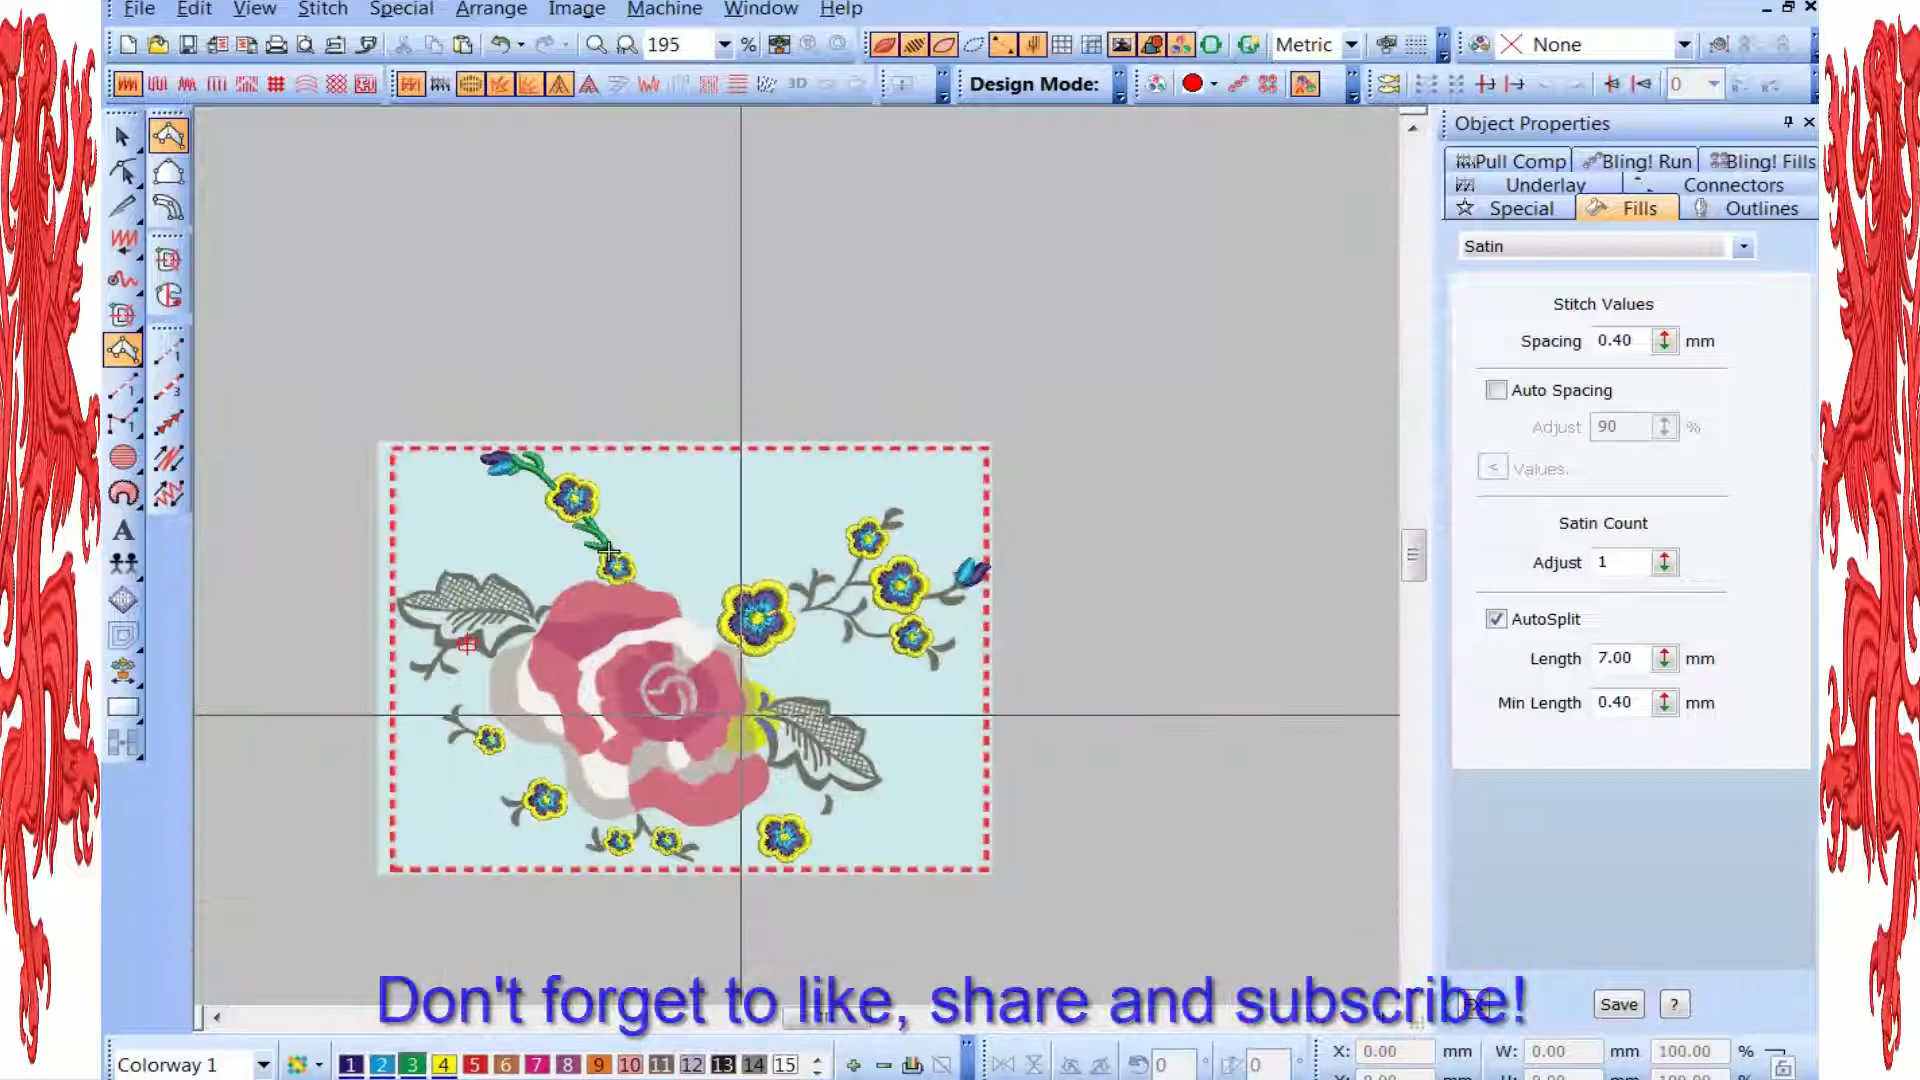 File Edit View Stitch Special Arrange Image Machine Window Help
195 % Metric None
3D Design Mode: 0
Object Properties
Pull Comp Bling! Run Bling! Fills
Underlay Connectors
Special Fills Outlines
Satin
Stitch Values
Spacing 0.40 mm
Auto Spacing
Adjust 90 %
< Values.
Satin Count
Adjust 1
AutoSplit
Length 7.00 mm
Min Length 0.40 mm
Don't forget to like, share and subscribe!
Save ?
Colorway 1 1 2 3 4 5 6 7 8 9 10 11 12 13 14 15 0 ° 0 ° X: 0.00 mm W: 0.00 mm 100.00 %